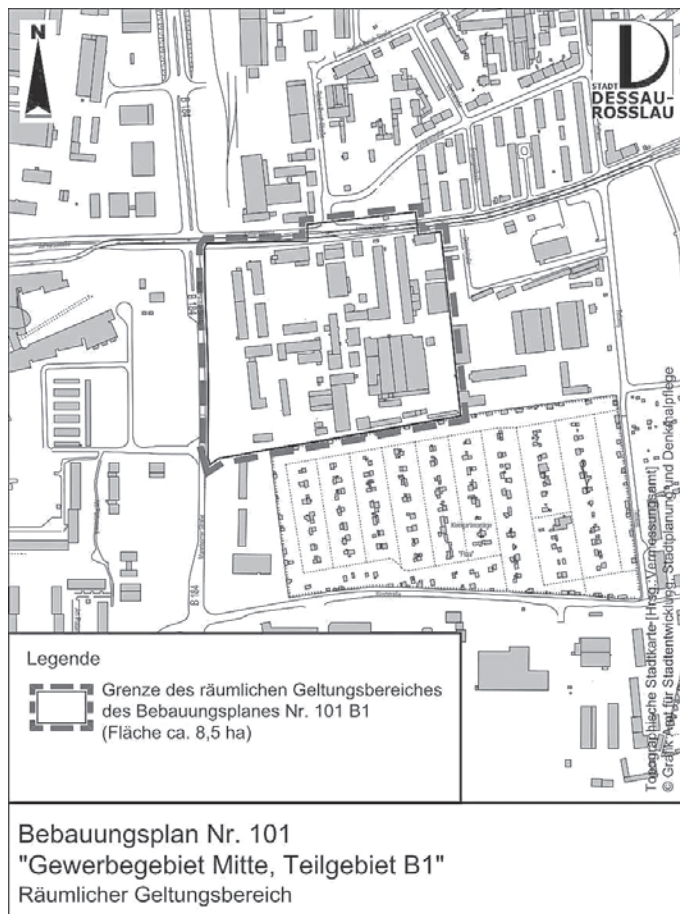 N
STADT
DESSAU-
ROSSLAU
B 184
B 184
Kleingartenanlage
"Flora"
B 184
Topographische Stadtkarte [Hrsg.:Vermessungsamt]
© Grafik Amt für Stadtentwicklung, Stadtplanung und Denkmalpflege
Legende
Grenze des räumlichen Geltungsbereiches
des Bebauungsplanes Nr. 101 B1
(Fläche ca. 8,5 ha)
Bebauungsplan Nr. 101
"Gewerbegebiet Mitte, Teilgebiet B1"
Räumlicher Geltungsbereich